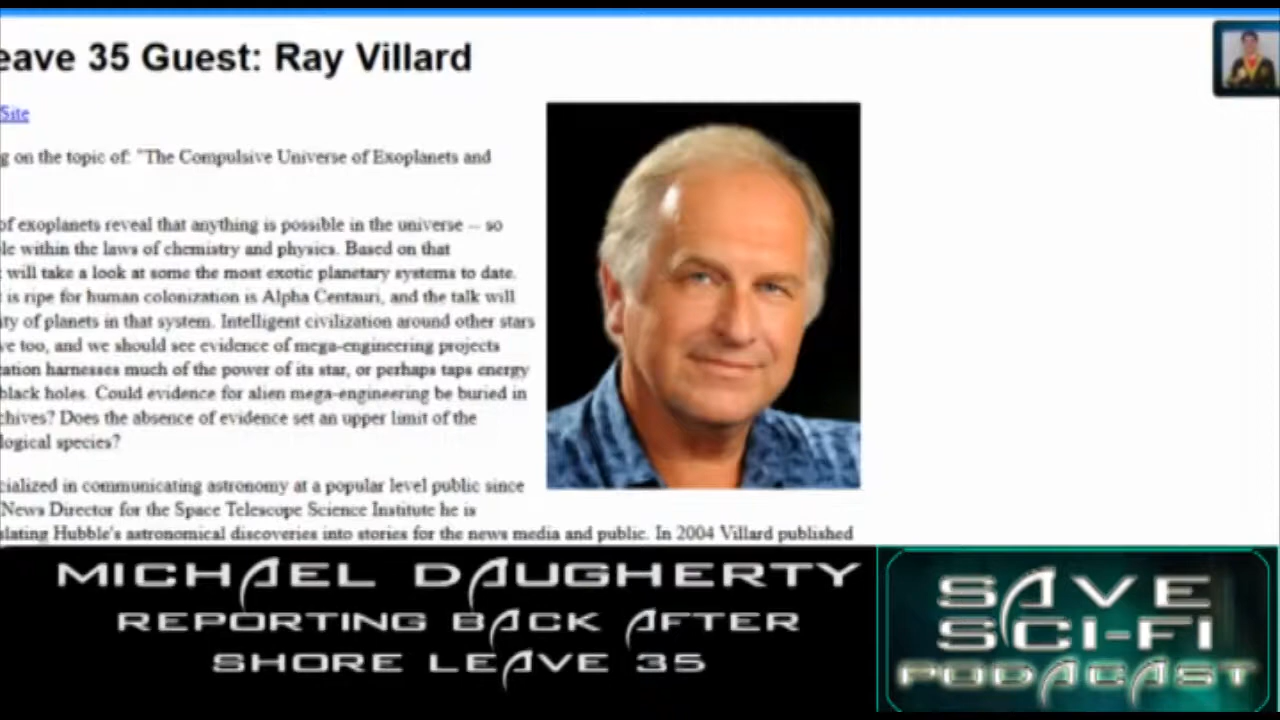 eave 35 Guest: Ray Villard
Site
g on the topic of: "The Compulsive Universe of Exoplanets and
of exoplanets reveal that anything is possible in the universe -- so
le within the laws of chemistry and physics. Based on that
will take a look at some the most exotic planetary systems to date.
is ripe for human colonization is Alpha Centauri, and the talk will
ity of planets in that system. Intelligent civilization around other stars
ve too, and we should see evidence of mega-engineering projects
ation harnesses much of the power of its star, or perhaps taps energy
black holes. Could evidence for alien mega-engineering be buried in
chives? Does the absence of evidence set an upper limit of the
logical species?
cialized in communicating astronomy at a popular level public since
News Director for the Space Telescope Science Institute he is
lating Hubble's astronomical discoveries into stories for the news media and public. In 2004 Villard published
MICHAEL DAUGHERTY
REPORTING BACK AFTER
SHORE LEAVE 35
SAVE
SCI-FI
PODACAST